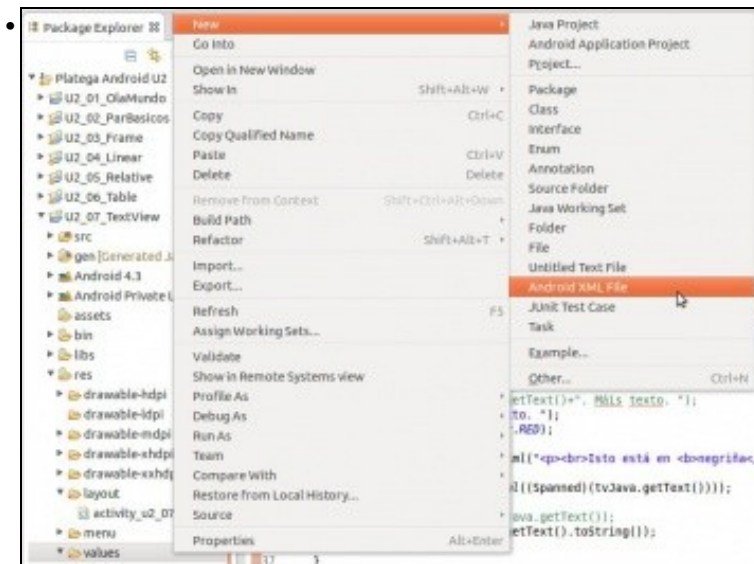 Package Explorer
Platega Android U2
U2_01_OlaMundo
U2_02_ParBasicos
U2_03_Frame
U2_04_Linear
U2_05_Relative
U2_06_Table
U2_07_TextView
src
gen [Generated J
Android 4.3
Android Private L
assets
bin
libs
res
drawable-hdpi
drawable-ldpi
drawable-mdpi
drawable-xhdpi
drawable-xxhdp
layout
activity_u2_07
menu
values
New
Go Into
Open in New Window
Show In Shift+Alt+W
Copy Ctrl+C
Copy Qualified Name
Paste Ctrl+V
Delete Delete
Remove from Context Shift+Ctrl+Alt+Down
Build Path
Refactor Shift+Alt+T
Import...
Export...
Refresh F5
Assign Working Sets...
Validate
Show in Remote Systems view
Profile As
Debug As
Run As
Team
Compare With
Restore from Local History...
Source
Properties Alt+Enter
Java Project
Android Application Project
Project...
Package
Class
Interface
Enum
Annotation
Source Folder
Java Working Set
Folder
File
Untitled Text File
Android XML File
JUnit Test Case
Task
Example...
Other... Ctrl+N
etText()+". Máis texto. ");
to. ");
.RED);
ml("<p><br>Isto está en <b>negriña<
l((Spanned)(tvJava.getText())));
ava.getText());
etText().toString());
37 }